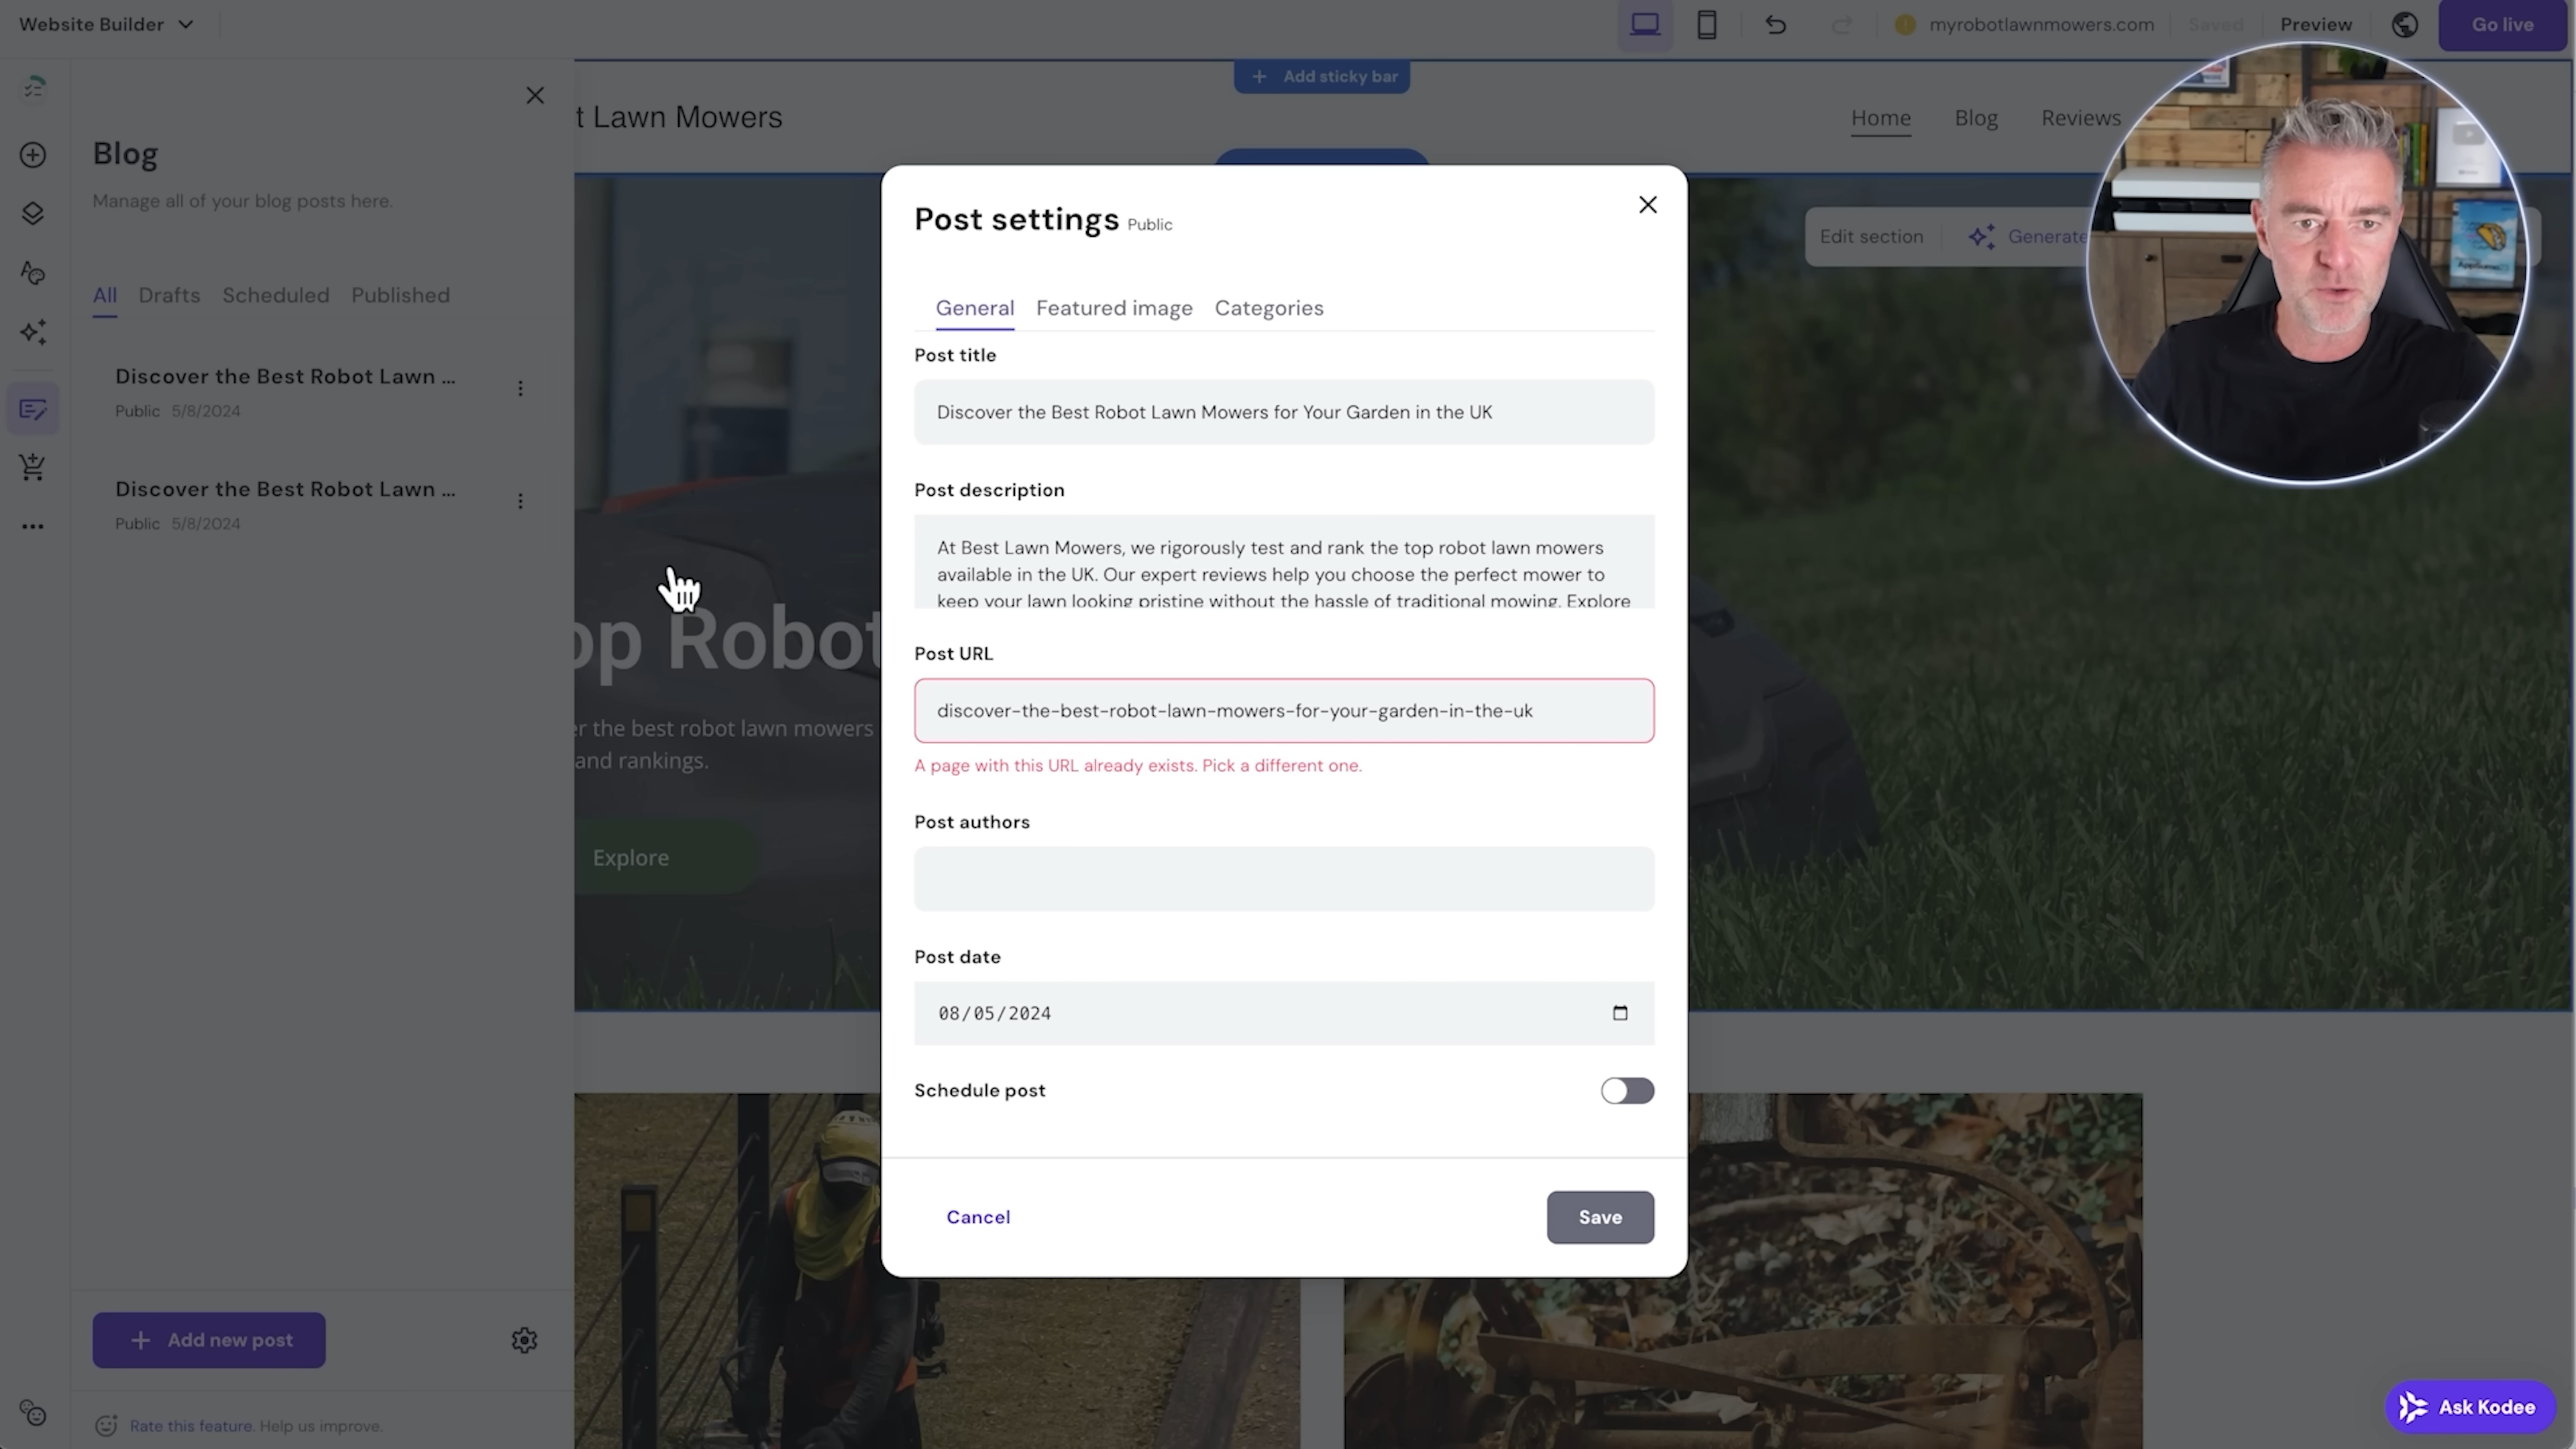 Website Builder
myrobotlawnmowers.com
Saved
Preview
Go live
Add sticky bar
t Lawn Mowers
Home
Blog
Reviews
Blog
Manage all of your blog posts here.
All
Drafts
Scheduled
Published
Discover the Best Robot Lawn ...
Public 5/8/2024
Discover the Best Robot Lawn ...
Public 5/8/2024
Edit section
Generate
op Robot
er the best robot lawn mowers
and rankings.
Explore
Post settings Public
General
Featured image
Categories
Post title
Discover the Best Robot Lawn Mowers for Your Garden in the UK
Post description
At Best Lawn Mowers, we rigorously test and rank the top robot lawn mowers
available in the UK. Our expert reviews help you choose the perfect mower to
keep your lawn looking pristine without the hassle of traditional mowing. Explore
Post URL
discover-the-best-robot-lawn-mowers-for-your-garden-in-the-uk
A page with this URL already exists. Pick a different one.
Post authors
Post date
08/05/2024
Schedule post
Cancel
Save
Add new post
Rate this feature. Help us improve.
Ask Kodee